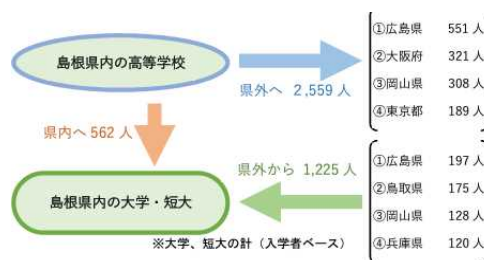 島根県内の高等学校
県外へ 2,559 人
①広島県 551 人
②大阪府 321 人
③岡山県 308 人
④東京都 189 人
県内へ 562 人
県外から 1,225 人
島根県内の大学・短大
①広島県 197 人
②鳥取県 175 人
③岡山県 128 人
④兵庫県 120 人
※大学、短大の計（入学者ベース）